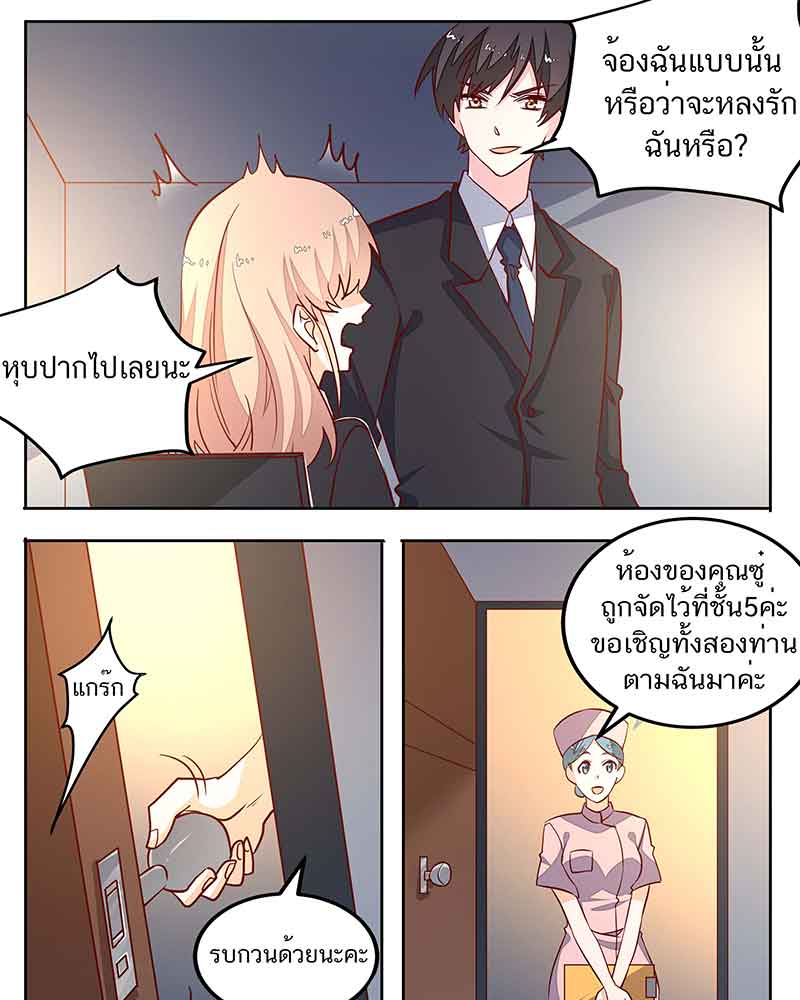 จ้องฉันแบบนั้น
หรือว่าจะหลงรัก
ฉันหรือ?
หุบปากไปเลยนะ
แกร๊ก
รบกวนด้วยนะคะ
ห้องของคุณซู๋
ถูกจัดไว้ที่ชั้น5ค่ะ
ขอเชิญทั้งสองท่าน
ตามฉันมาค่ะ